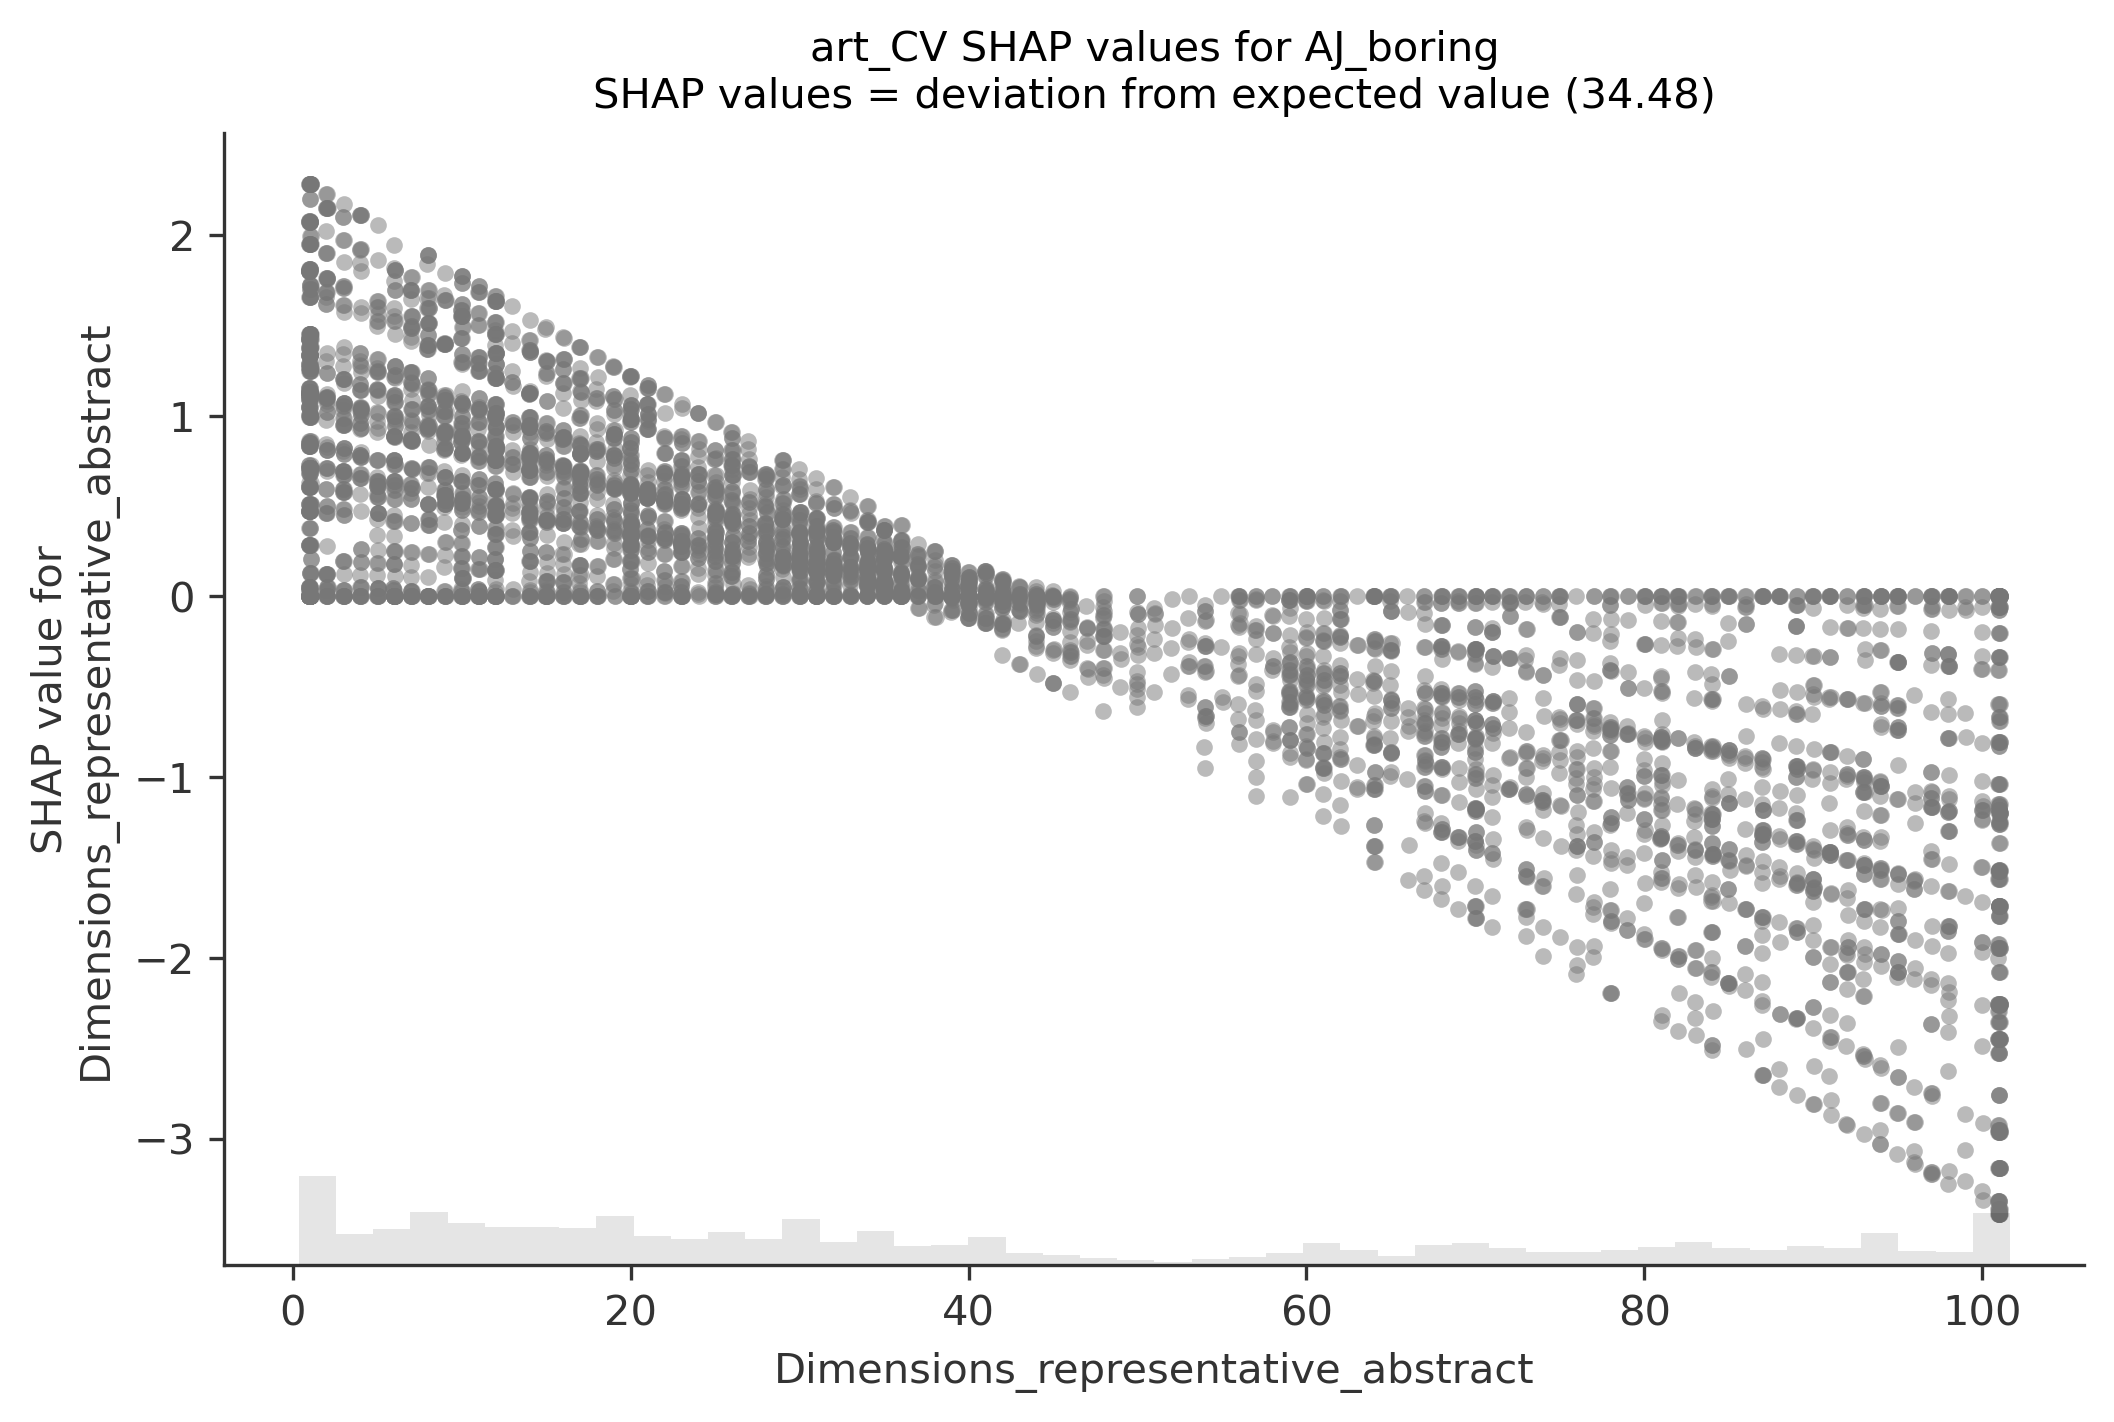 art_CV SHAP values for AJ_boring
SHAP values = deviation from expected value (34.48)
SHAP value for
Dimensions_representative_abstract
2
1
0
−1
−2
−3
0
20
40
60
80
100
Dimensions_representative_abstract